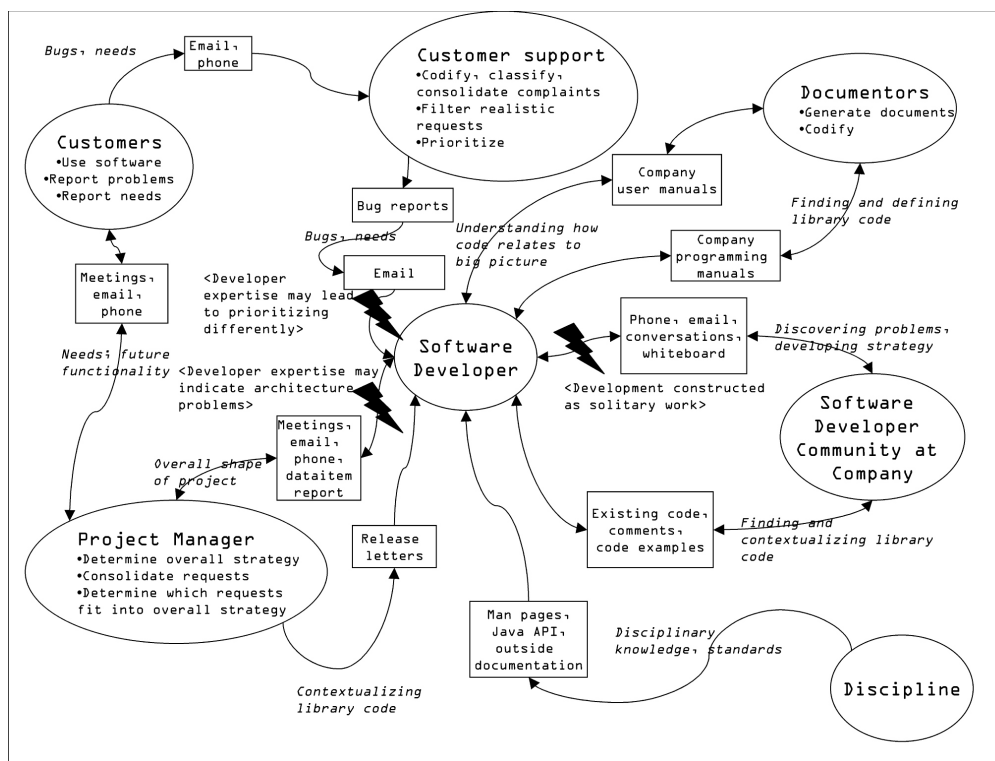 Bugs, needs
Email,
phone
Customer support
•Codify, classify,
consolidate complaints
•Filter realistic
requests
•Prioritize
Documentors
•Generate documents
•Codify
Customers
•Use software
•Report problems
•Report needs
Company
user manuals
Bug reports
Finding and defining
library code
Bugs, needs
Understanding how
code relates to
big picture
Company
programming
manuals
Meetings,
email,
phone
Email
<Developer
expertise may lead
to prioritizing
differently>
Software
Developer
Phone, email,
conversations,
whiteboard
Discovering problems,
developing strategy
Needs; future
functionality
<Developer expertise may
indicate architecture
problems>
<Development constructed
as solitary work>
Software
Developer
Community at
Company
Meetings,
email,
phone,
dataitem
report
Overall shape
of project
Project Manager
•Determine overall strategy
•Consolidate requests
•Determine which requests
fit into overall strategy
Release
letters
Existing code,
comments,
code examples
Finding and
contextualizing library
code
Man pages,
Java API,
outside
documentation
Disciplinary
knowledge, standards
Contextualizing
library code
Discipline